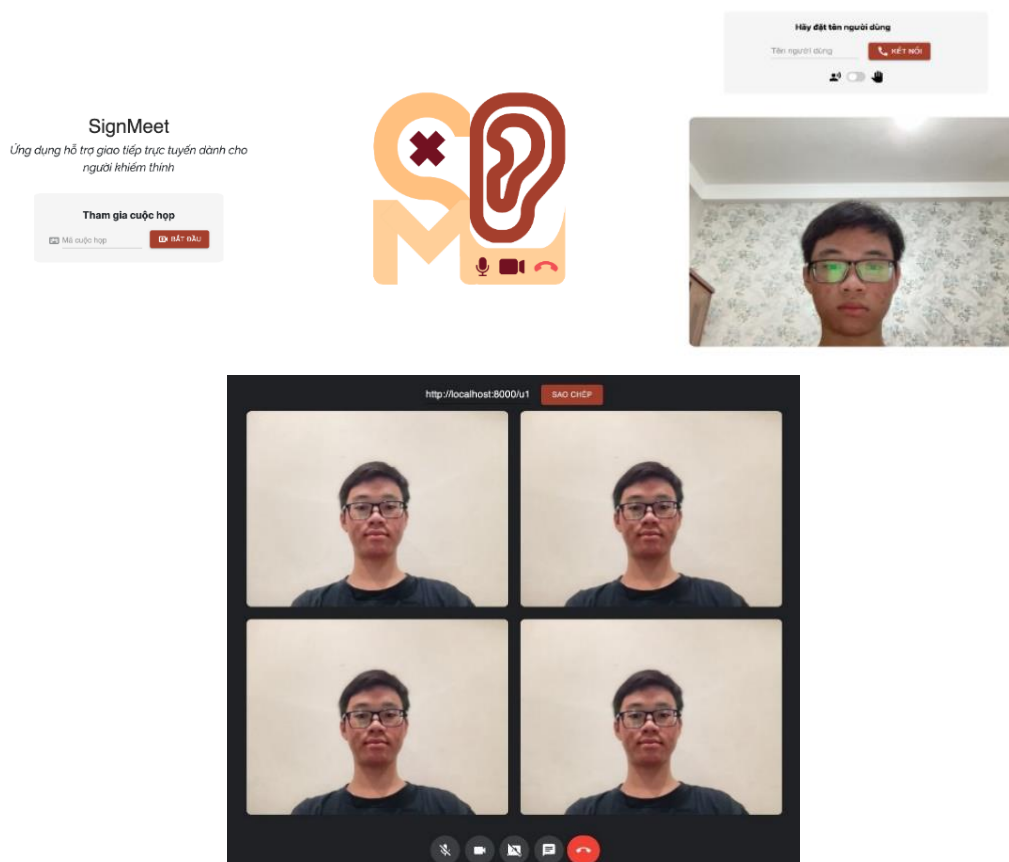 SignMeet
Ứng dụng hỗ trợ giao tiếp trực tuyến dành cho
người khiếm thính
Tham gia cuộc họp
Mã cuộc họp
BẮT ĐẦU
SM
Hãy đặt tên người dùng
Tên người dùng
KẾT NỐI
http://localhost:8000/u1
SAO CHÉP